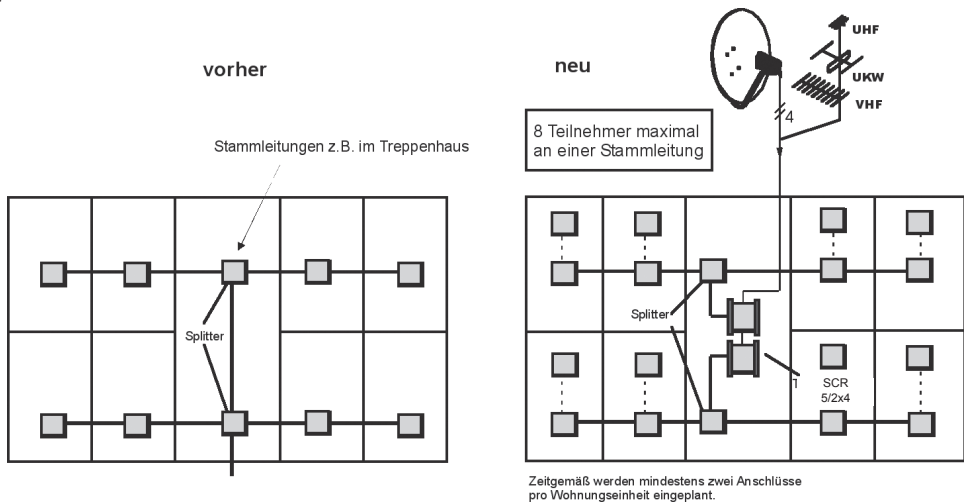 vorher
Stammleitungen z.B. im Treppenhaus
Splitter
neu
8 Teilnehmer maximal
an einer Stammleitung
UHF
UKW
VHF
4
Splitter
1
SCR
5/2x4
Zeitgemäß werden mindestens zwei Anschlüsse
pro Wohnungseinheit eingeplant.